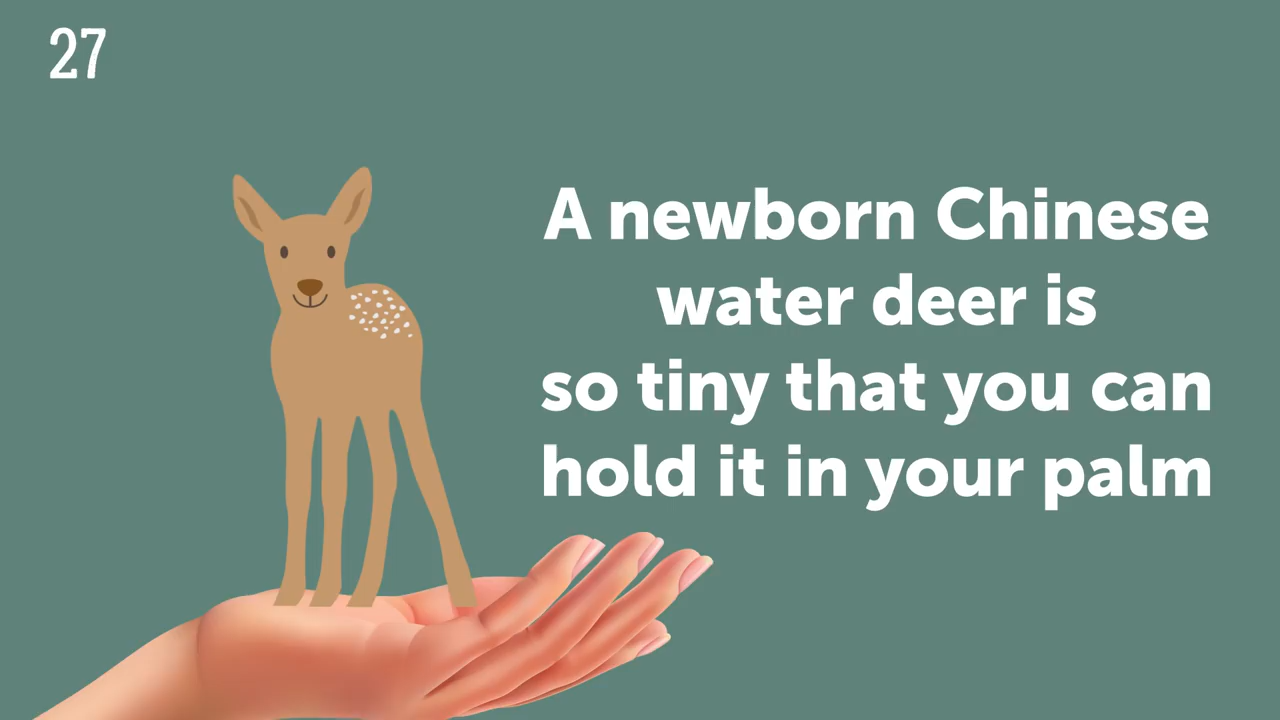 27
A newborn Chinese
water deer is
so tiny that you can
hold it in your palm